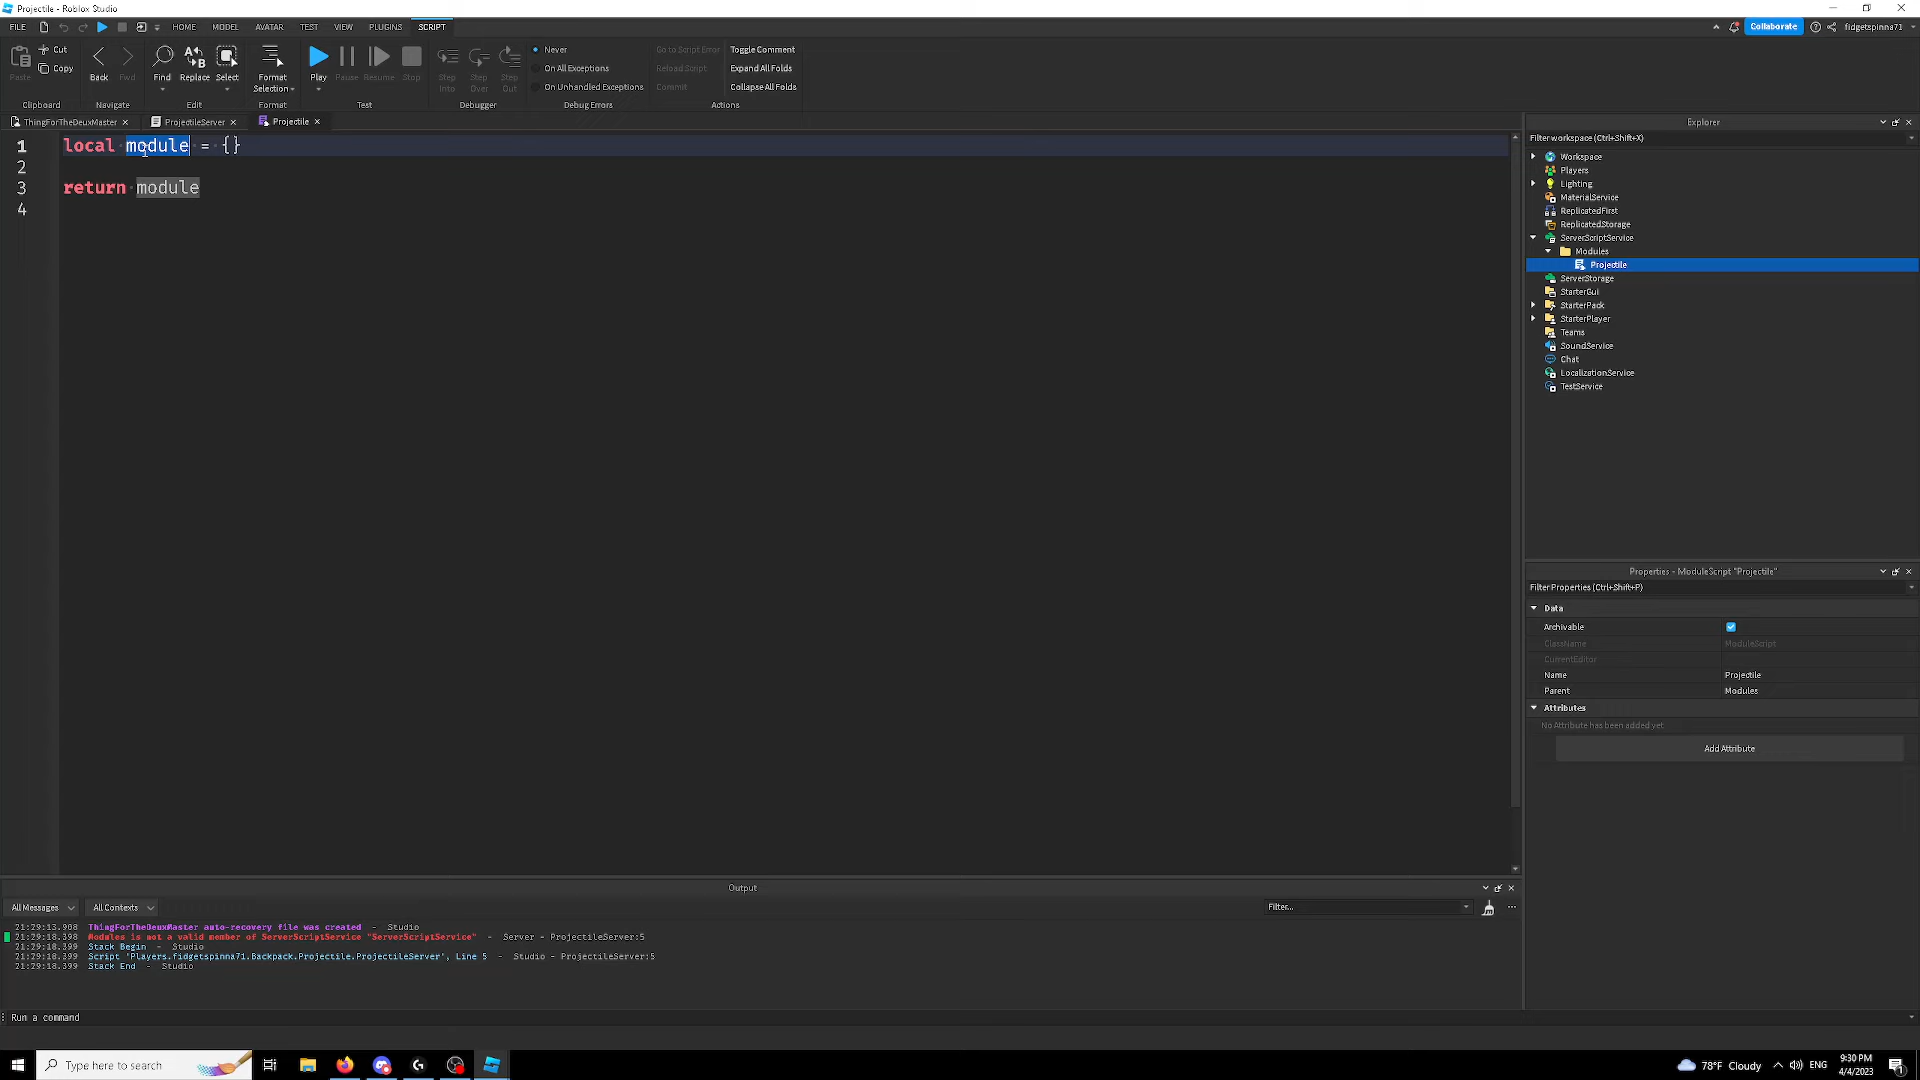 Projectile - Roblox Studio
FILE HOME MODEL AVATAR TEST VIEW PLUGINS SCRIPT Collaborate fidgetspinna71
Paste Cut Copy Back Fwd Find Replace Select Format Selection Play Pause Resume Stop Step Into Step Over Step Out
Never
On All Exceptions
On Unhandled Exceptions
Go to Script Error
Reload Script
Commit
Toggle Comment
Expand All Folds
Collapse All Folds
Clipboard Navigate Edit Format Test Debugger Debug Errors Actions
ThingForTheDeuxMaster ProjectileServer Projectile
1 local module = {}
2
3 return module
4
Explorer
Filter workspace (Ctrl+Shift+X)
Workspace
Players
Lighting
MaterialService
ReplicatedFirst
ReplicatedStorage
ServerScriptService
Modules
Projectile
ServerStorage
StarterGui
StarterPack
StarterPlayer
Teams
SoundService
Chat
LocalizationService
TestService
Properties - ModuleScript "Projectile"
Filter Properties (Ctrl+Shift+P)
Data
Archivable
ClassName ModuleScript
CurrentEditor
Name Projectile
Parent Modules
Attributes
No Attribute has been added yet
Add Attribute
Output
All Messages All Contexts Filter...
21:29:13.908 ThingForTheDeuxMaster auto-recovery file was created - Studio
21:29:18.398 Modules is not a valid member of ServerScriptService "ServerScriptService" - Server - ProjectileServer:5
21:29:18.399 Stack Begin - Studio
21:29:18.399 Script 'Players.fidgetspinna71.Backpack.Projectile.ProjectileServer', Line 5 - Studio - ProjectileServer:5
21:29:18.399 Stack End - Studio
Run a command
Type here to search 78°F Cloudy ENG 9:30 PM
4/4/2023